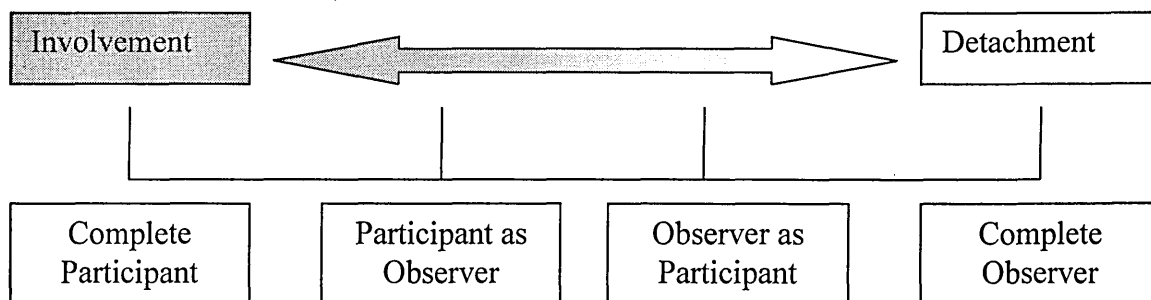 Involvement
Detachment
Complete
Participant
Participant as
Observer
Observer as
Participant
Complete
Observer